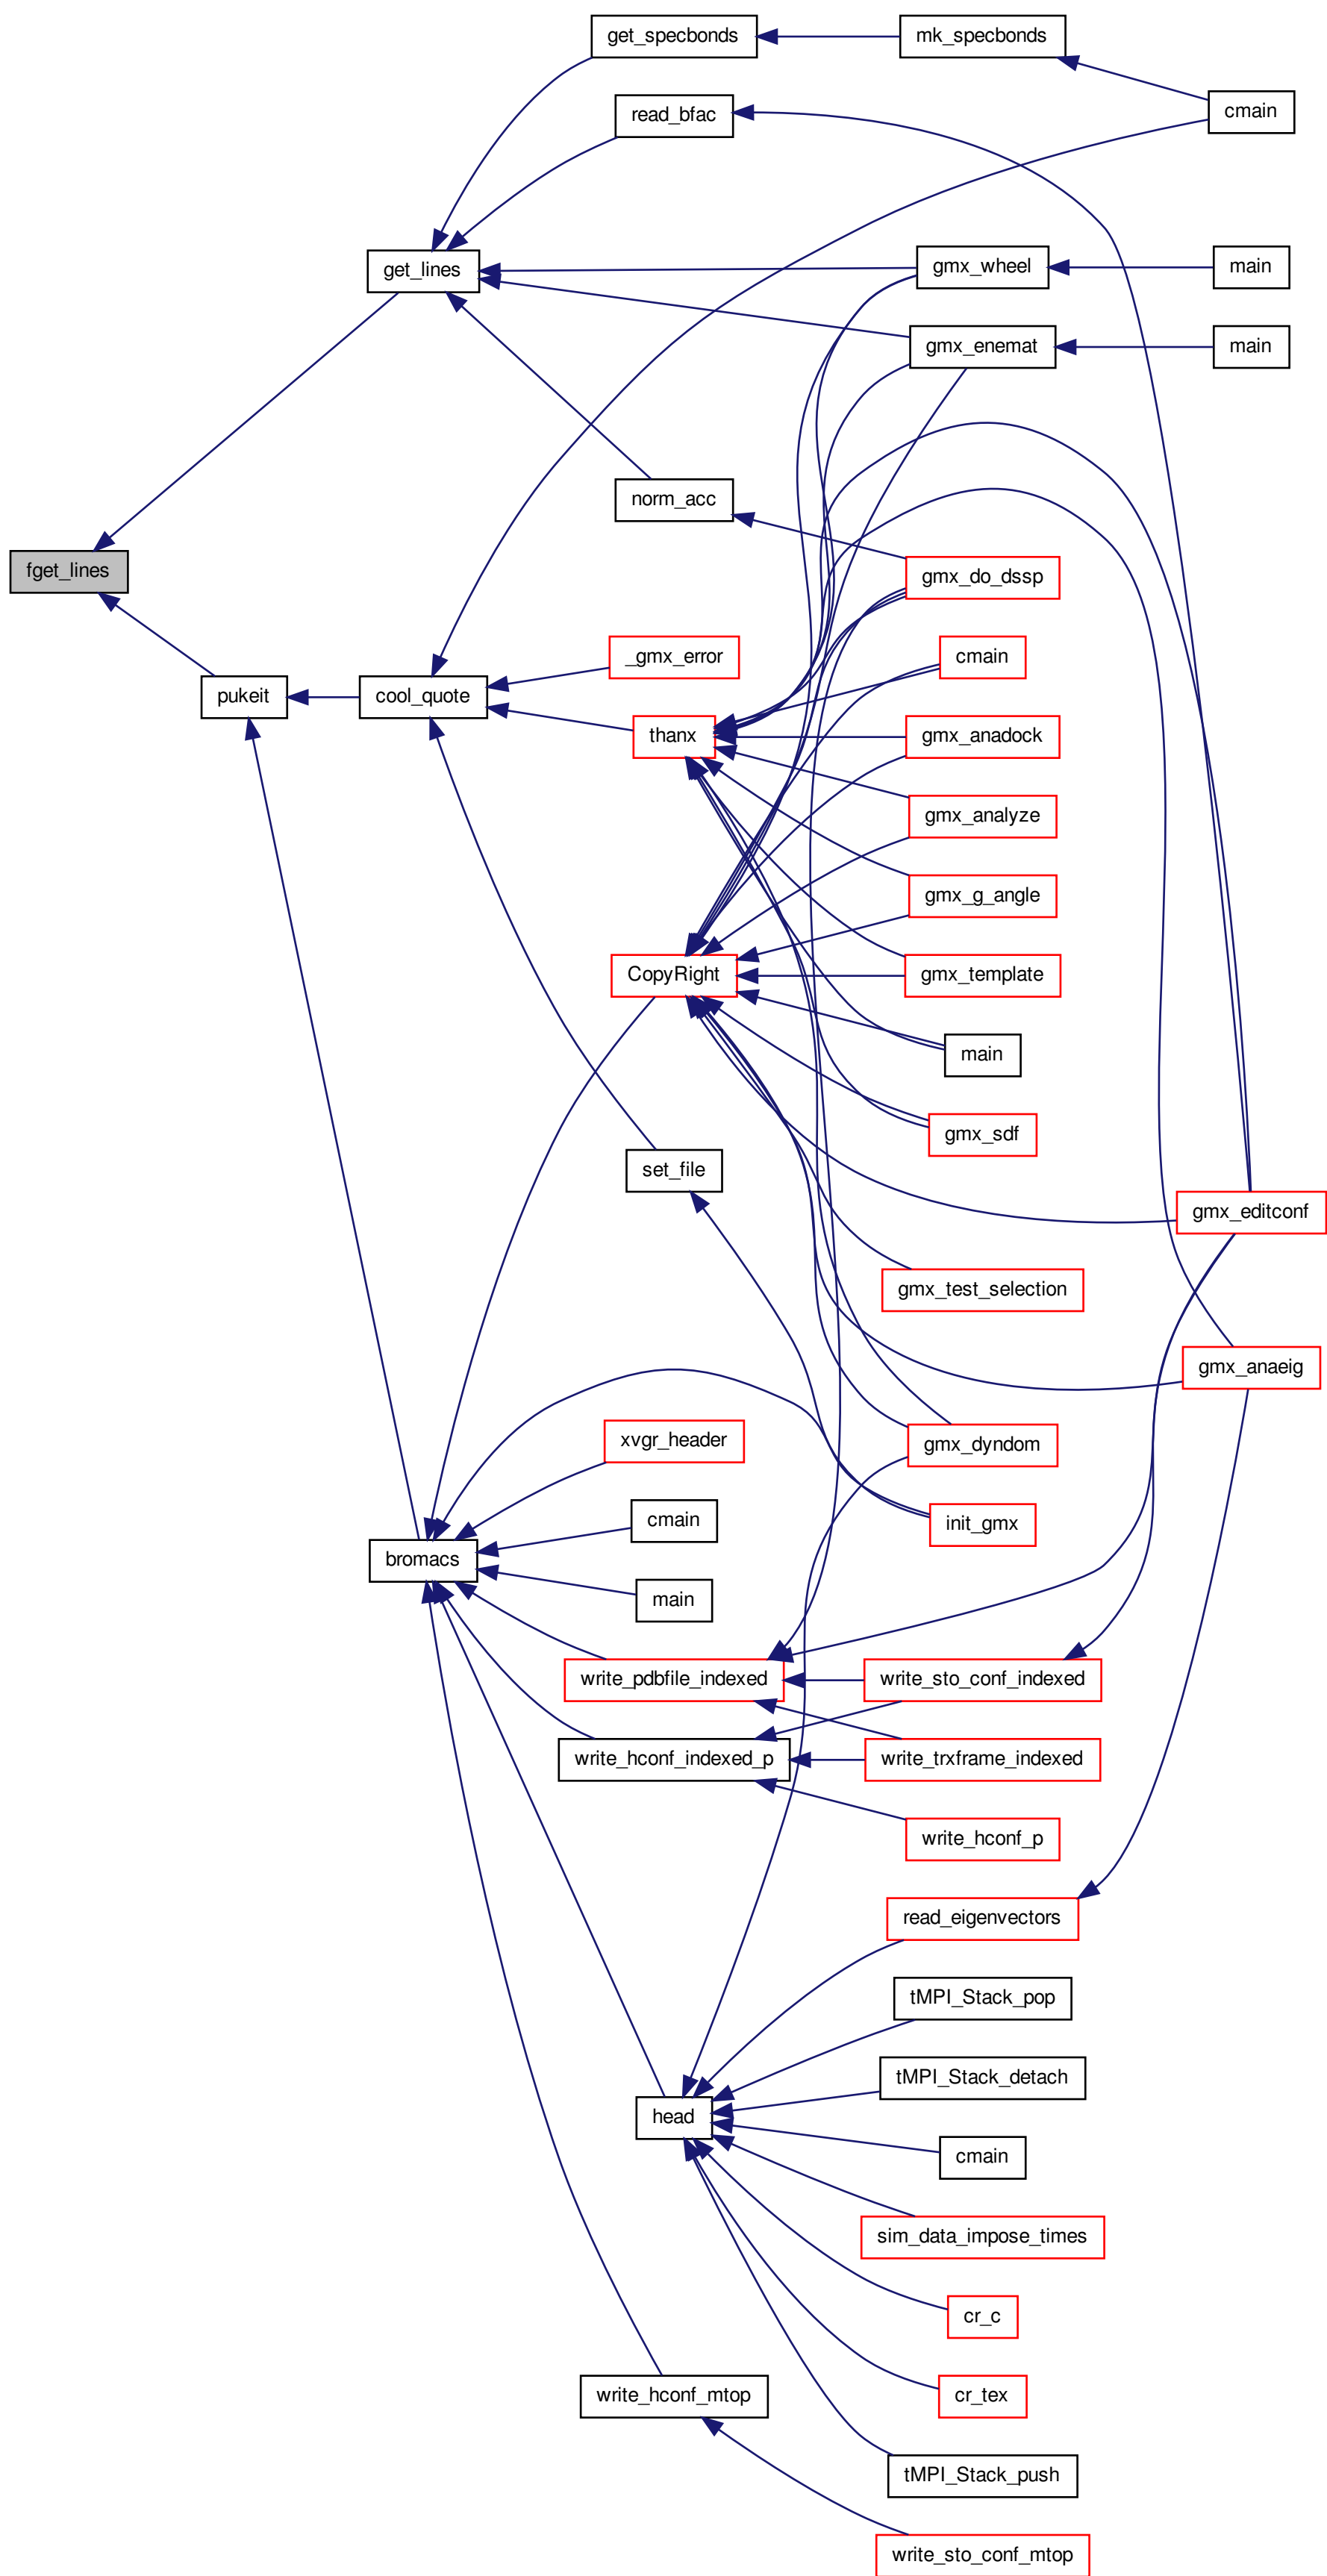 get_specbonds
mk_specbonds
cmain
read_bfac
get_lines
gmx_wheel
main
gmx_enemat
main
norm_acc
fget_lines
gmx_do_dssp
_gmx_error
cmain
pukeit
cool_quote
thanx
gmx_anadock
gmx_analyze
gmx_g_angle
CopyRight
gmx_template
main
gmx_sdf
set_file
gmx_editconf
gmx_test_selection
gmx_anaeig
xvgr_header
gmx_dyndom
cmain
init_gmx
bromacs
main
write_pdbfile_indexed
write_sto_conf_indexed
write_hconf_indexed_p
write_trxframe_indexed
write_hconf_p
read_eigenvectors
tMPI_Stack_pop
tMPI_Stack_detach
head
cmain
sim_data_impose_times
cr_c
cr_tex
write_hconf_mtop
tMPI_Stack_push
write_sto_conf_mtop